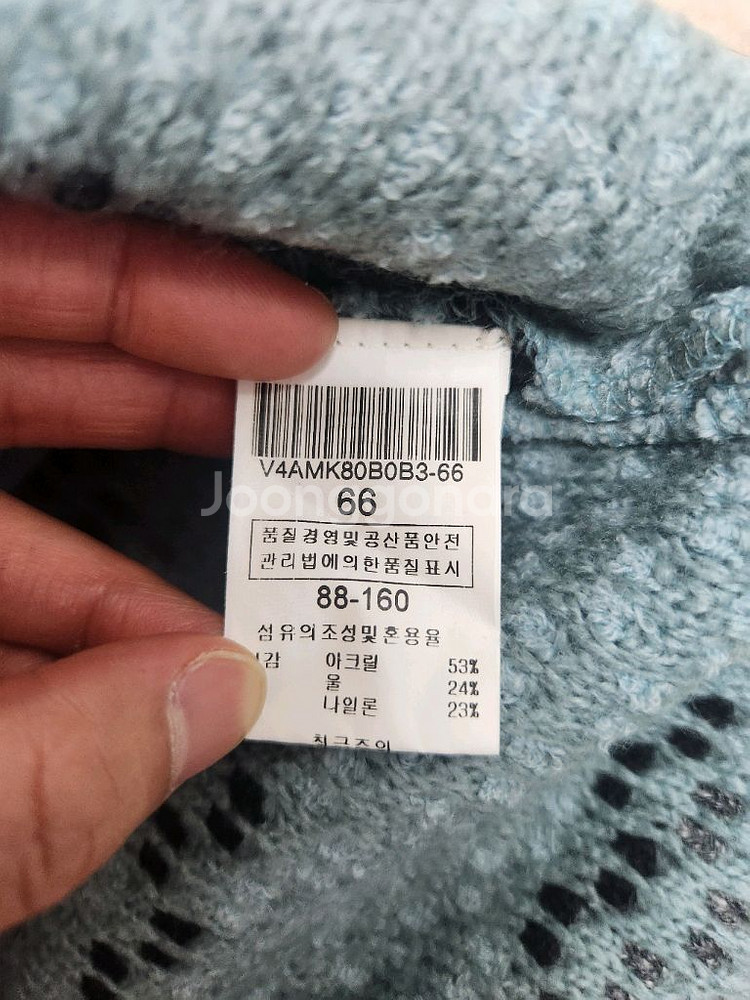 V4AMK80B0B3-66
Joonggonara
66
품질경영및공산품안전
관리법에의한품질표시
88-160
섬유의조성및혼용율
감 아크릴 53%
울 24%
나일론 23%